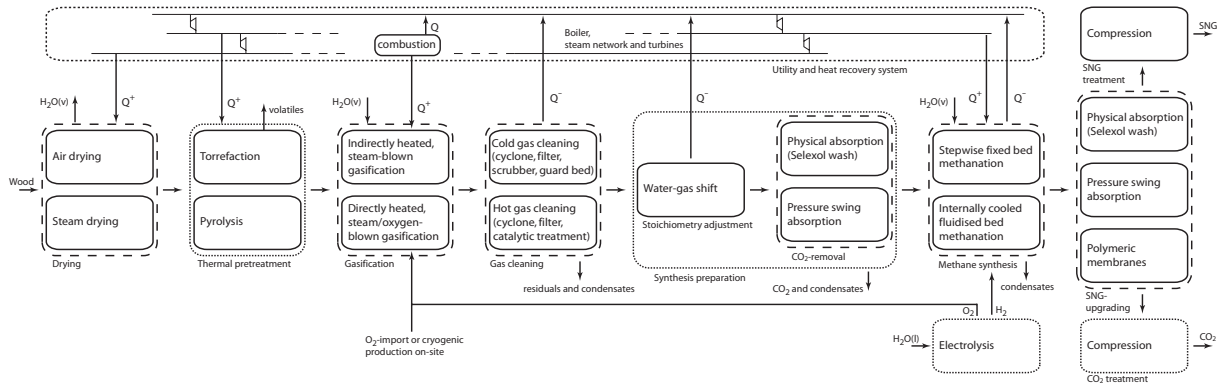 Q
combustion
Boiler,
steam network and turbines
Utility and heat recovery system
Compression
SNG
SNG
treatment
H2O(v)
Q+
Q+
volatiles
H2O(v)
Q+
Q−
Q−
H2O(v)
Q+
Q−
Wood
Air drying
Steam drying
Drying
Torrefaction
Pyrolysis
Thermal pretreatment
Indirectly heated,
steam-blown
gasification
Directly heated,
steam/oxygen-
blown gasification
Gasification
Cold gas cleaning
(cyclone, filter,
scrubber, guard bed)
Hot gas cleaning
(cyclone, filter,
catalytic treatment)
Gas cleaning
residuals and condensates
Water-gas shift
Stoichiometry adjustment
Physical absorption
(Selexol wash)
Pressure swing
absorption
CO2-removal
Synthesis preparation
CO2 and condensates
Stepwise fixed bed
methanation
Internally cooled
fluidised bed
methanation
Methane synthesis
condensates
Physical absorption
(Selexol wash)
Pressure swing
absorption
Polymeric
membranes
SNG-
upgrading
O2-import or cryogenic
production on-site
O2
H2
H2O(l)
Electrolysis
Compression
CO2
CO2 treatment